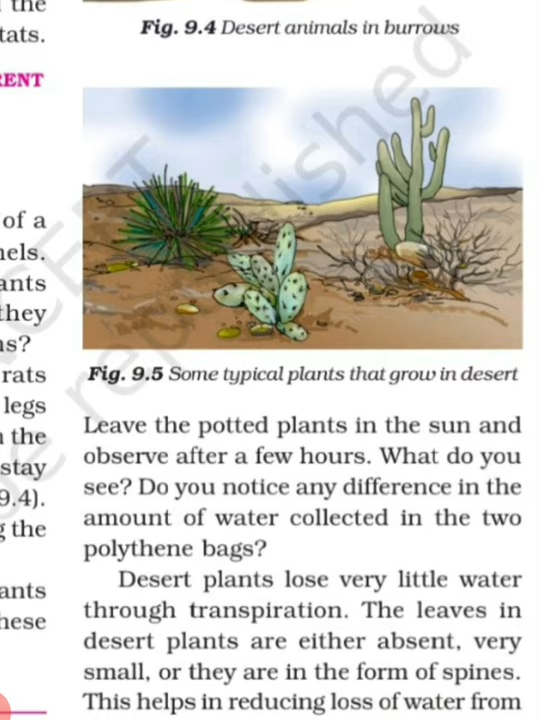 the
tats.
RENT
of a
nels.
ants
they
ns?
rats
legs
the
stay
9.4).
g the
ants
hese
Fig. 9.4 Desert animals in burrows
Fig. 9.5 Some typical plants that grow in desert
Leave the potted plants in the sun and
observe after a few hours. What do you
see? Do you notice any difference in the
amount of water collected in the two
polythene bags?
Desert plants lose very little water
through transpiration. The leaves in
desert plants are either absent, very
small, or they are in the form of spines.
This helps in reducing loss of water from